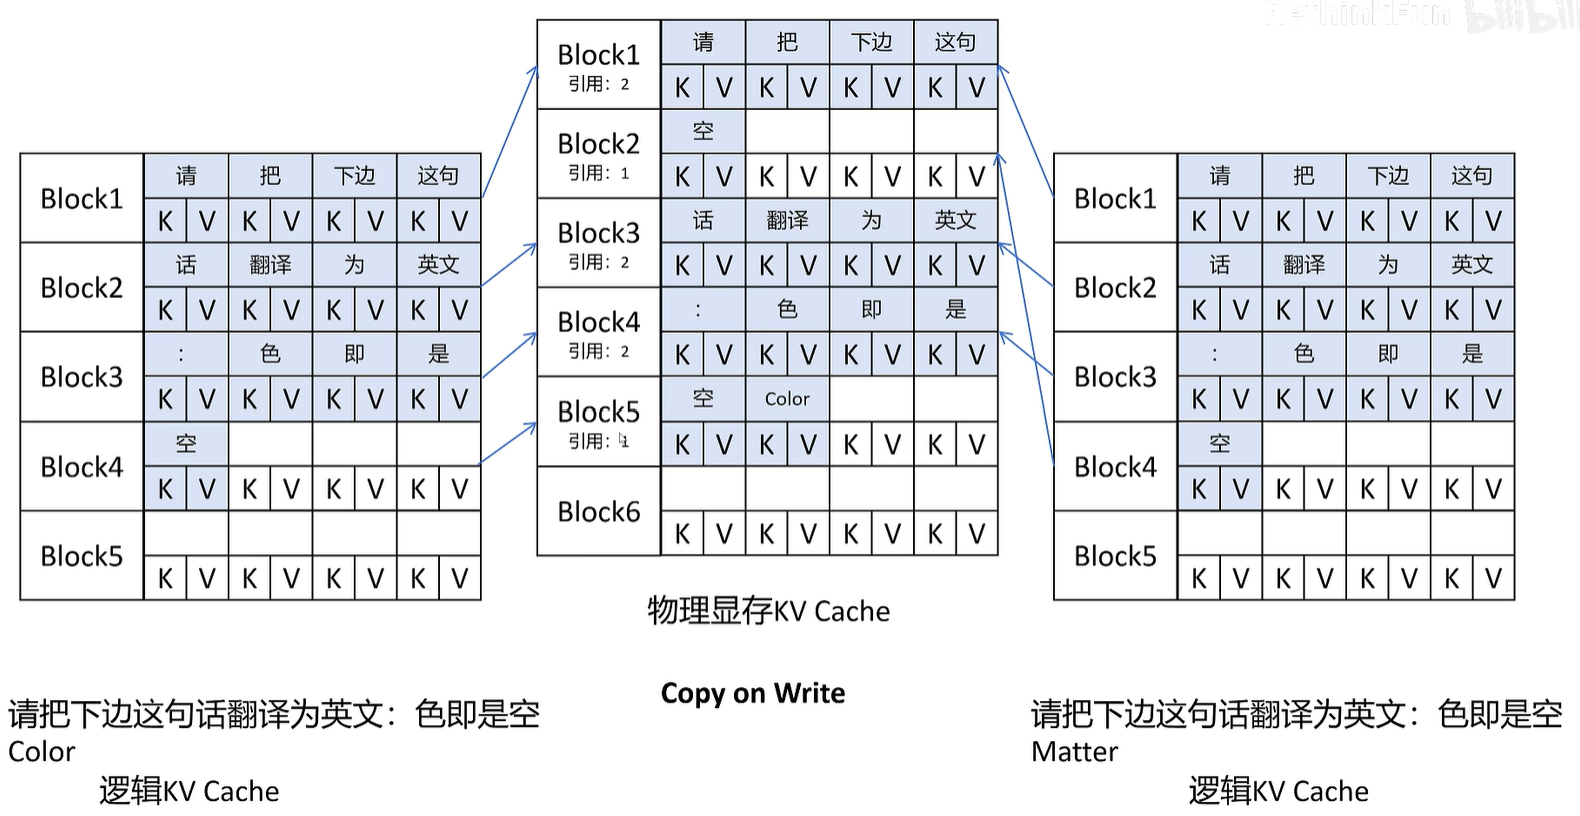 Block1
请 把 下边 这句
K V K V K V K V
Block2
话 翻译 为 英文
K V K V K V K V
Block3
: 色 即 是
K V K V K V K V
Block4
空
K V K V K V K V
Block5
K V K V K V K V
请把下边这句话翻译为英文：色即是空
Color
逻辑KV Cache
Block1
引用：2
请 把 下边 这句
K V K V K V K V
Block2
引用：1
空
K V K V K V K V
Block3
引用：2
话 翻译 为 英文
K V K V K V K V
Block4
引用：2
: 色 即 是
K V K V K V K V
Block5
引用：1
空 Color
K V K V K V K V
Block6
K V K V K V K V
物理显存KV Cache
Copy on Write
RethinkFun bilibili
Block1
请 把 下边 这句
K V K V K V K V
Block2
话 翻译 为 英文
K V K V K V K V
Block3
: 色 即 是
K V K V K V K V
Block4
空
K V K V K V K V
Block5
K V K V K V K V
请把下边这句话翻译为英文：色即是空
Matter
逻辑KV Cache